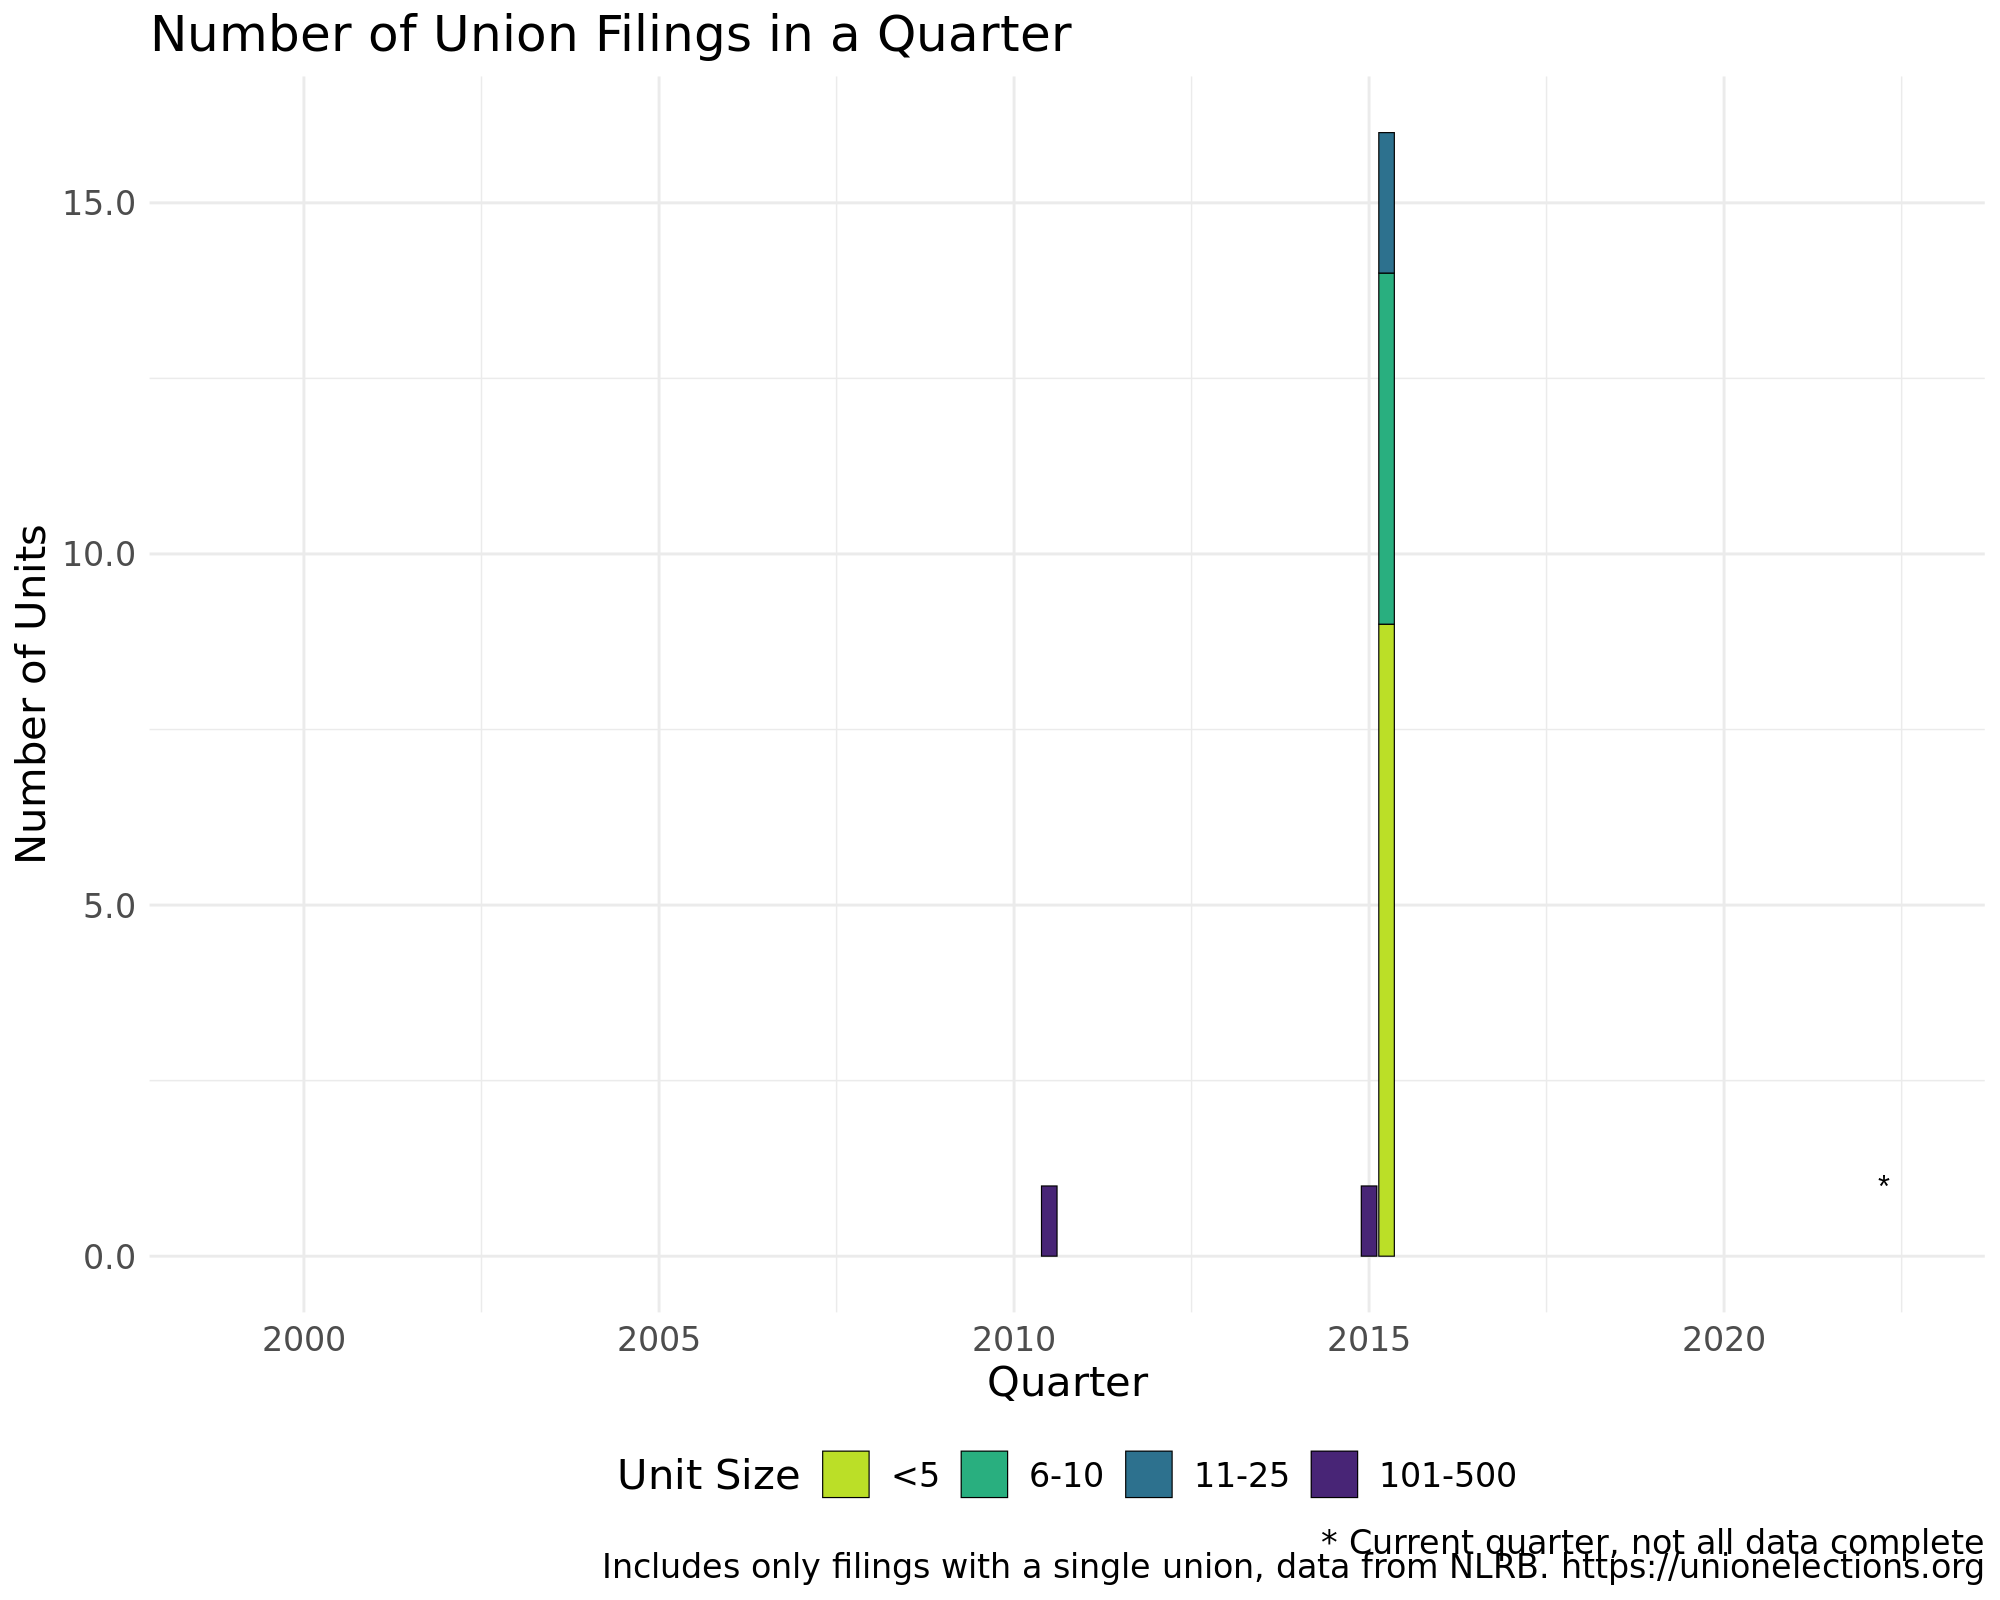 Number of Union Filings in a Quarter
Number of Units
15.0
10.0
5.0
0.0
*
2000 2005 2010 2015 2020
Quarter
Unit Size <5 6-10 11-25 101-500
* Current quarter, not all data complete
Includes only filings with a single union, data from NLRB. https://unionelections.org